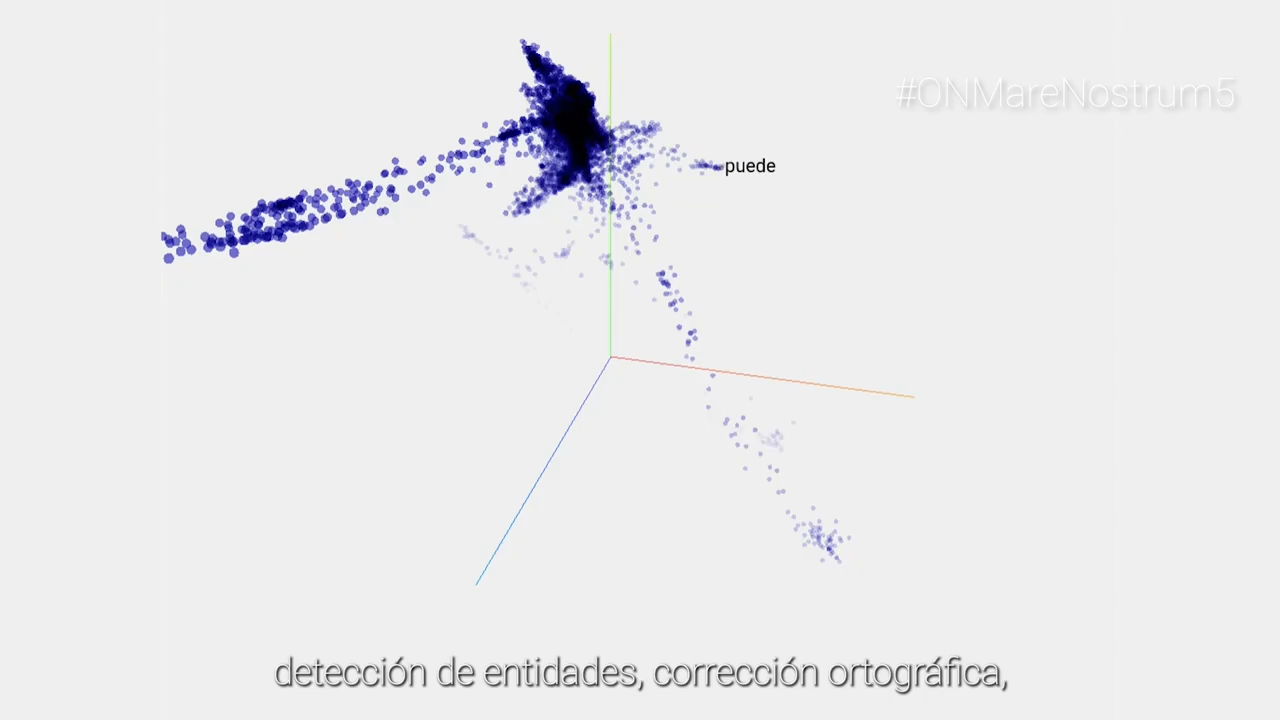 #ONMareNostrum5
puede
detección de entidades, corrección ortográfica,